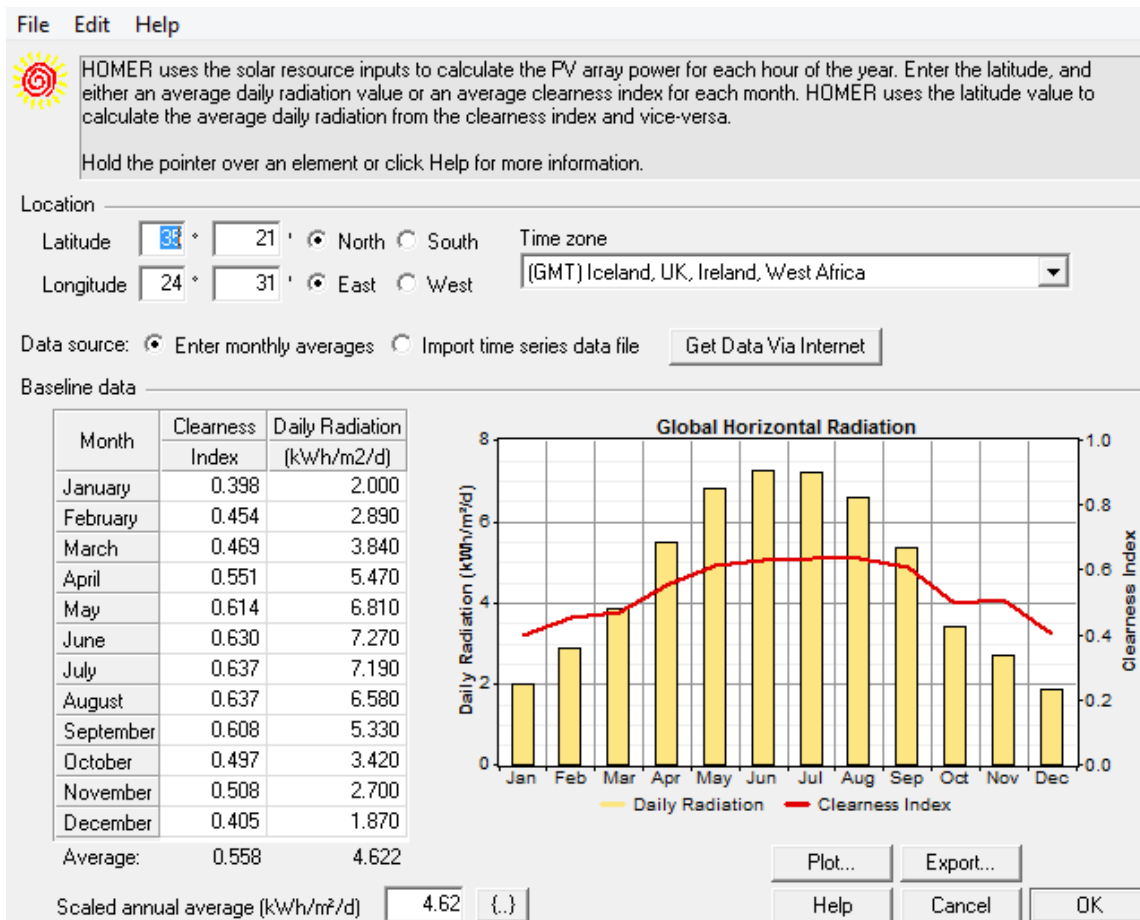 File Edit Help
HOMER uses the solar resource inputs to calculate the PV array power for each hour of the year. Enter the latitude, and
either an average daily radiation value or an average clearness index for each month. HOMER uses the latitude value to
calculate the average daily radiation from the clearness index and vice-versa.
Hold the pointer over an element or click Help for more information.
Location
Latitude 35 ° 21 ' North South Time zone
Longitude 24 ° 31 ' East West (GMT) Iceland, UK, Ireland, West Africa
Data source: Enter monthly averages Import time series data file Get Data Via Internet
Baseline data
Month Clearness Index Daily Radiation (kWh/m2/d)
January 0.398 2.000
February 0.454 2.890
March 0.469 3.840
April 0.551 5.470
May 0.614 6.810
June 0.630 7.270
July 0.637 7.190
August 0.637 6.580
September 0.608 5.330
October 0.497 3.420
November 0.508 2.700
December 0.405 1.870
Average: 0.558 4.622
Scaled annual average (kWh/m²/d) 4.62 {..}
Global Horizontal Radiation
Daily Radiation (kWh/m²/d)
8
6
4
2
0
1.0
0.8
0.6
0.4
0.2
0.0
Clearness Index
Jan Feb Mar Apr May Jun Jul Aug Sep Oct Nov Dec
Daily Radiation Clearness Index
Plot... Export...
Help Cancel OK